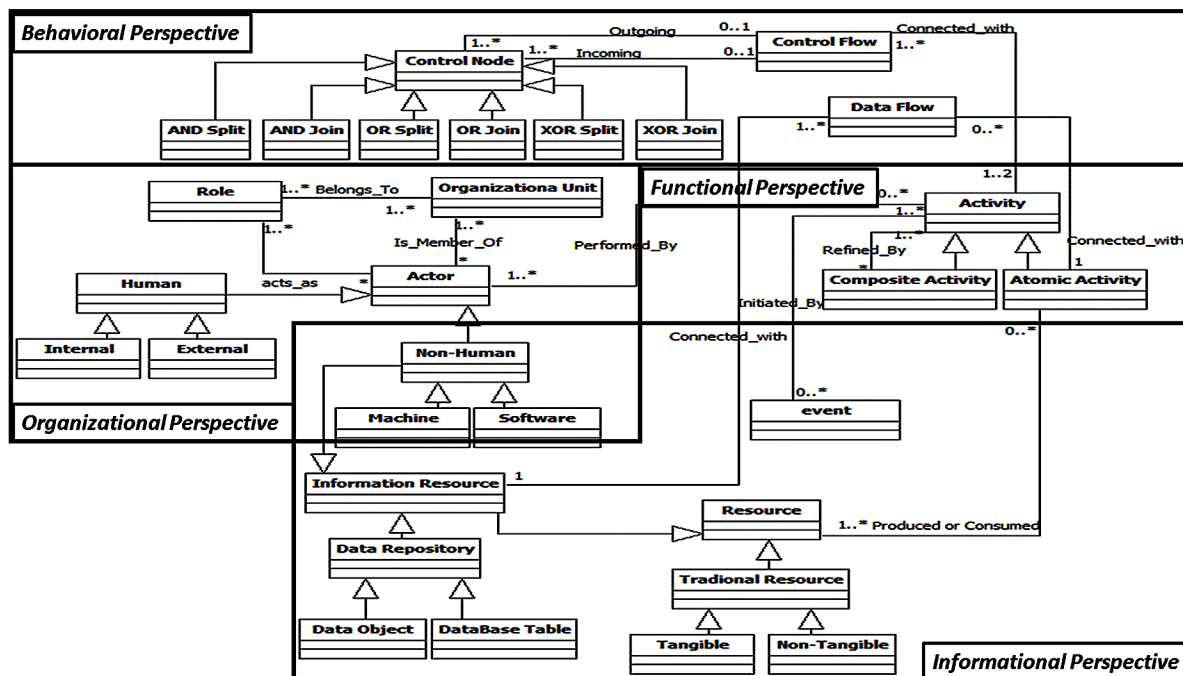 Behavioral Perspective
Outgoing
0..1
Connected_with
1..*
Control Flow
1..*
Incoming
0..1
1..*
Control Node
Data Flow
1..*
0..*
AND Split
AND Join
OR Split
OR Join
XOR Split
XOR Join
1..2
Functional Perspective
Role
1..*
Belongs_To
1..*
Organizationa Unit
0..*
Activity
1..*
1..*
1..*
Is_Member_Of
Performed_By
1..*
Refined_By
Connected_with
*
*
Actor
1..*
*
1
Human
acts_as
Composite Activity
Atomic Activity
Initiated_By
Internal
External
Connected_with
0..*
Non-Human
0..*
Machine
Software
event
Organizational Perspective
Information Resource
1
Resource
1..*
Produced or Consumed
Data Repository
Tradional Resource
Data Object
DataBase Table
Tangible
Non-Tangible
Informational Perspective